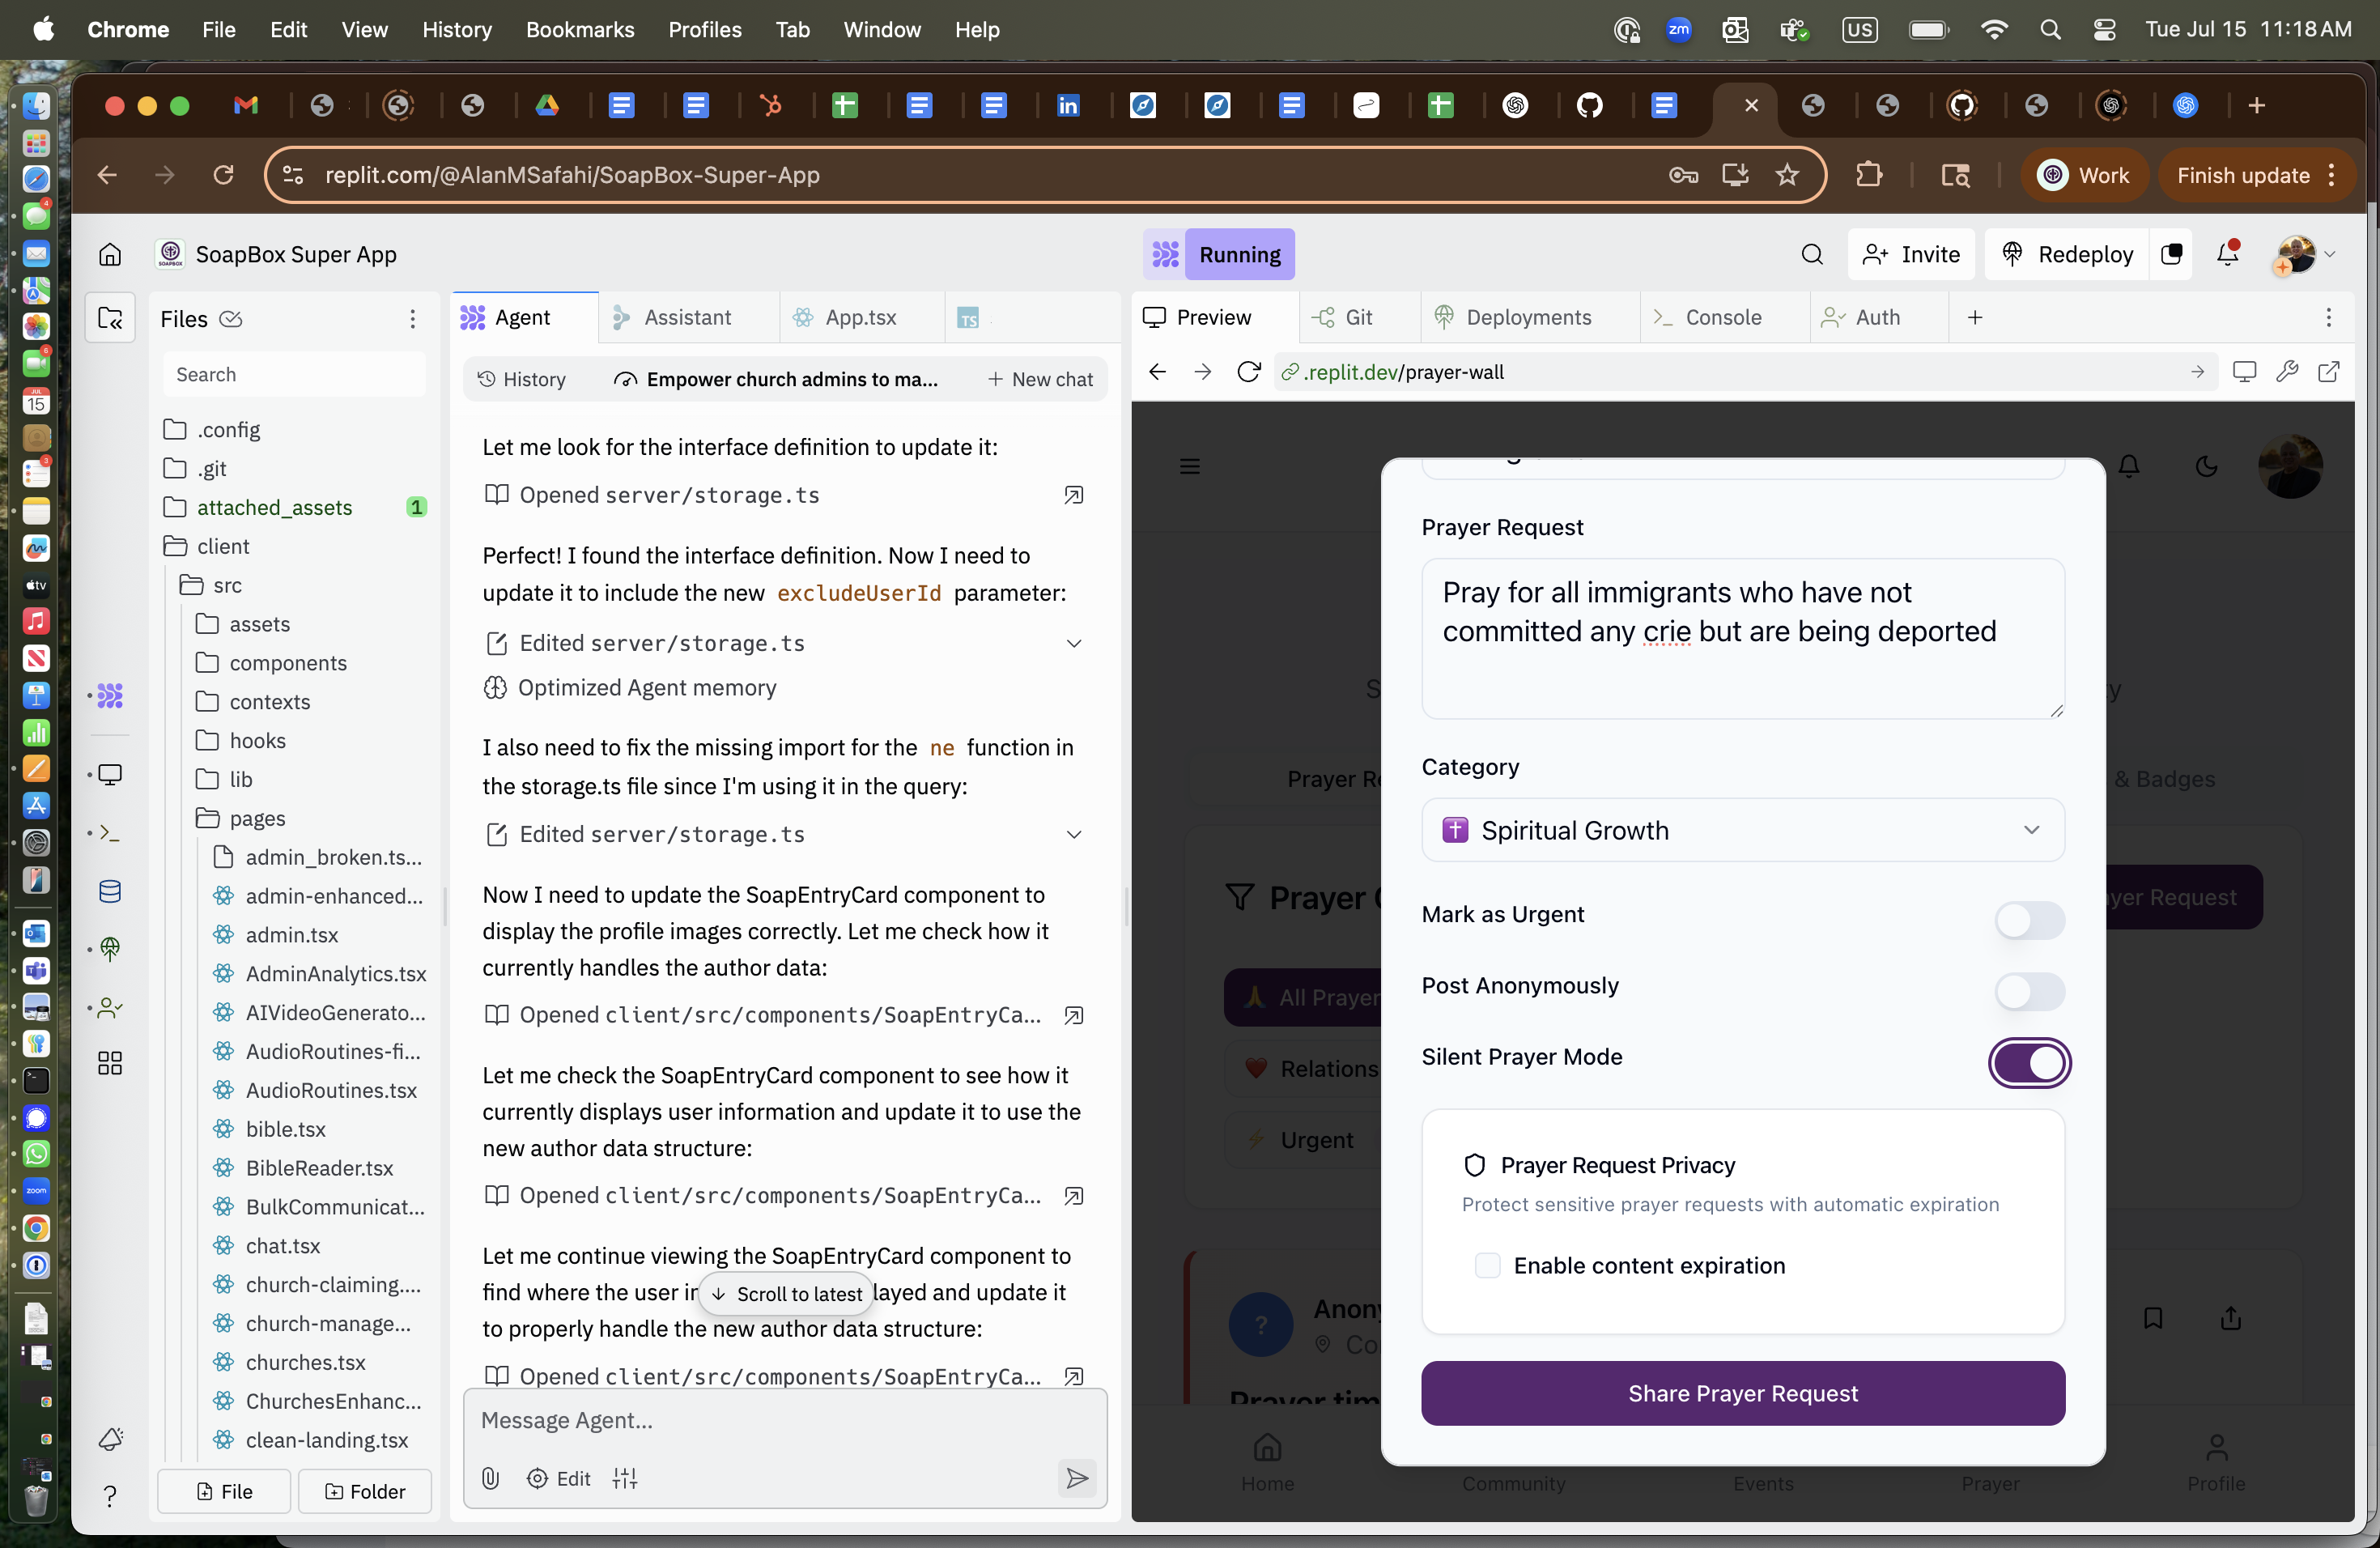 Chrome File Edit View History Bookmarks Profiles Tab Window Help
zm US Tue Jul 15 11:18 AM
replit.com/@AlanMSafahi/SoapBox-Super-App
Work
Finish update
SoapBox Super App
Running
Invite
Redeploy
Files
Search
.config
.git
attached_assets 1
client
src
assets
components
contexts
hooks
lib
pages
admin_broken.ts...
admin-enhanced...
admin.tsx
AdminAnalytics.tsx
AIVideoGenerato...
AudioRoutines-fi...
AudioRoutines.tsx
bible.tsx
BibleReader.tsx
BulkCommunicat...
chat.tsx
church-claiming....
church-manage...
churches.tsx
ChurchesEnhanc...
clean-landing.tsx
File
Folder
Agent
Assistant
App.tsx
TS
History
Empower church admins to ma...
New chat
Let me look for the interface definition to update it:
Opened server/storage.ts
Perfect! I found the interface definition. Now I need to
update it to include the new excludeUserId parameter:
Edited server/storage.ts
Optimized Agent memory
I also need to fix the missing import for the ne function in
the storage.ts file since I'm using it in the query:
Edited server/storage.ts
Now I need to update the SoapEntryCard component to
display the profile images correctly. Let me check how it
currently handles the author data:
Opened client/src/components/SoapEntryCa...
Let me check the SoapEntryCard component to see how it
currently displays user information and update it to use the
new author data structure:
Opened client/src/components/SoapEntryCa...
Let me continue viewing the SoapEntryCard component to
find where the user in
Scroll to latest
layed and update it
to properly handle the new author data structure:
Opened client/src/components/SoapEntryCa...
Message Agent...
Edit
Preview
Git
Deployments
Console
Auth
.replit.dev/prayer-wall
Prayer Request
Pray for all immigrants who have not
committed any crie but are being deported
Category
Spiritual Growth
Mark as Urgent
Post Anonymously
Silent Prayer Mode
Prayer Request Privacy
Protect sensitive prayer requests with automatic expiration
Enable content expiration
Share Prayer Request
Prayer Re
& Badges
Prayer
yer Request
All Prayer
Relations
Urgent
Anony
Co
Prayer tim
Home
Community
Events
Prayer
Profile